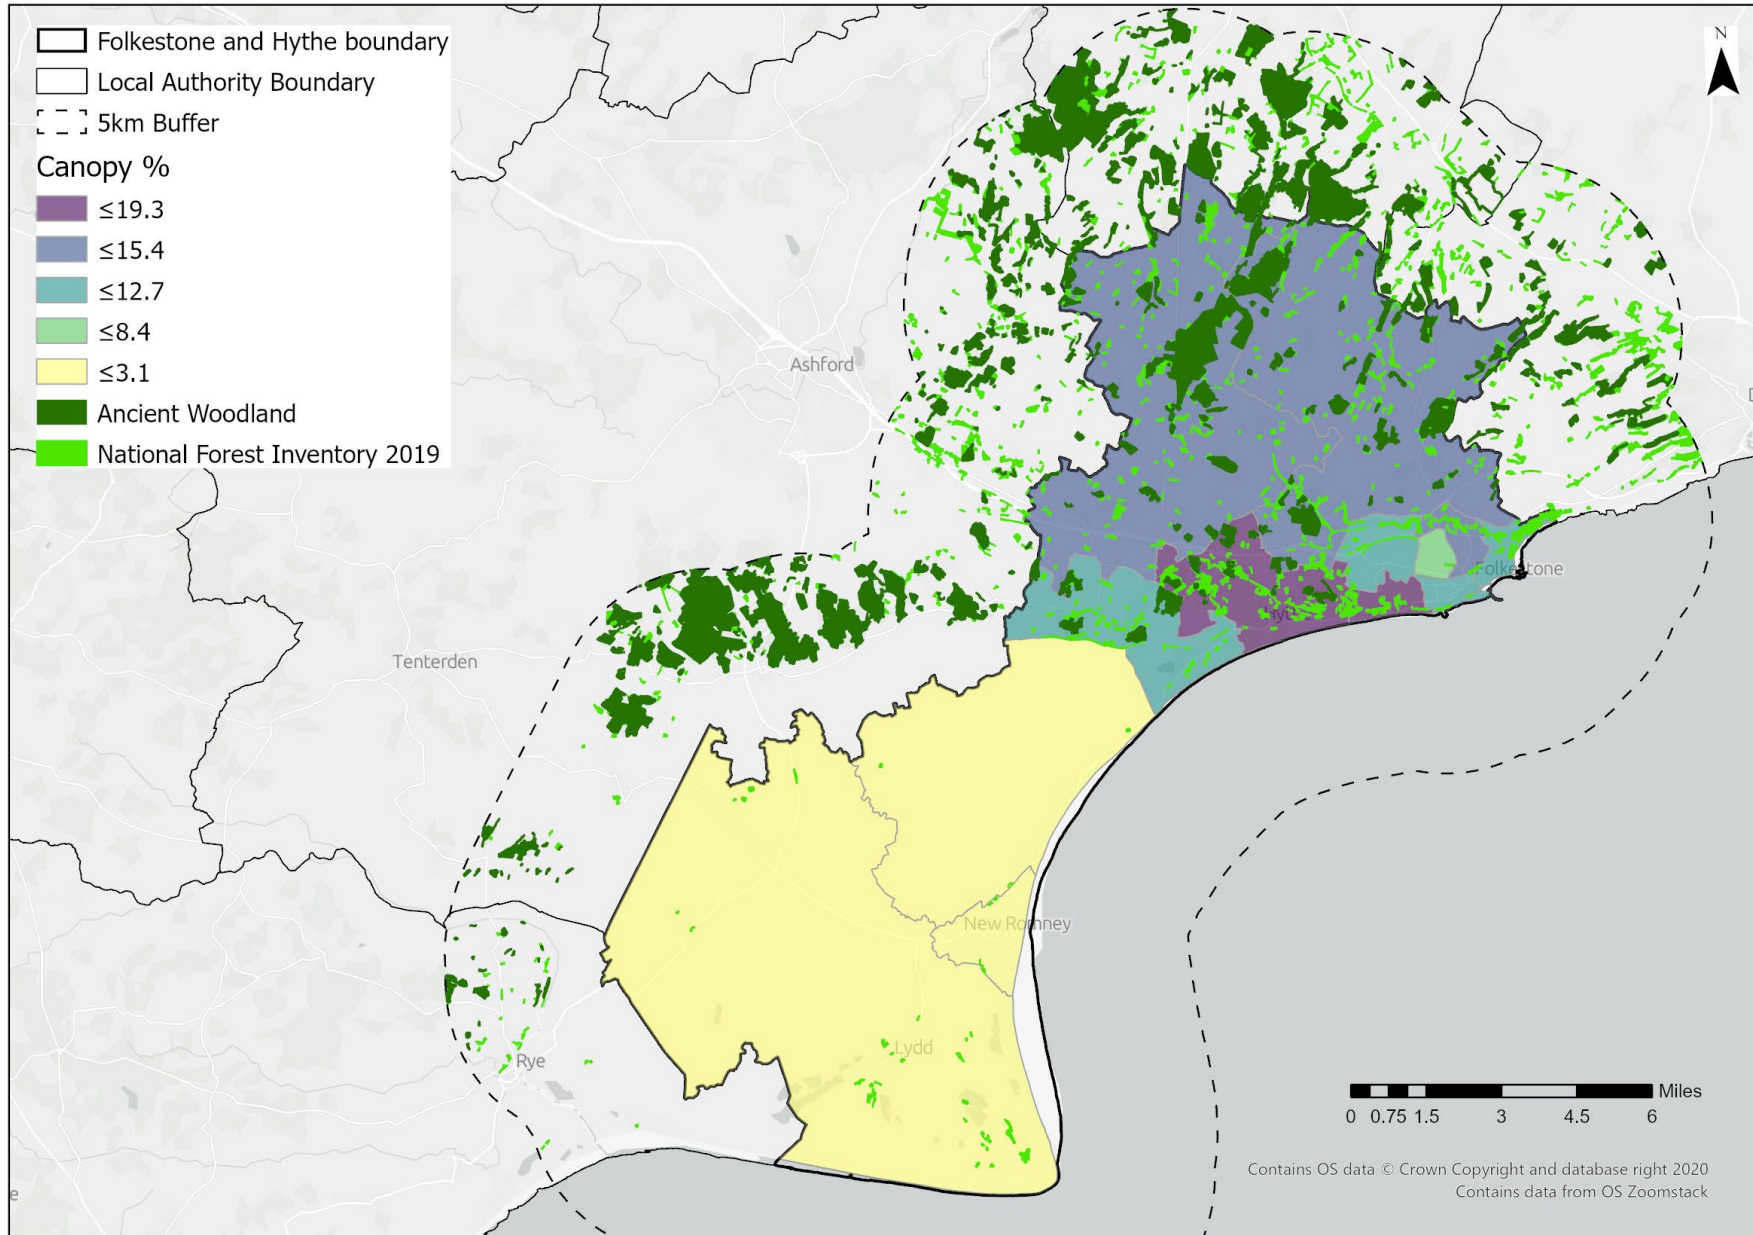 Folkestone and Hythe boundary
Local Authority Boundary
5km Buffer
Canopy %
≤19.3
≤15.4
≤12.7
≤8.4
≤3.1
Ancient Woodland
National Forest Inventory 2019
N
Ashford
Folkestone
Tenterden
New Romney
Lydd
Rye
Miles
0 0.75 1.5 3 4.5 6
Contains OS data © Crown Copyright and database right 2020
Contains data from OS Zoomstack